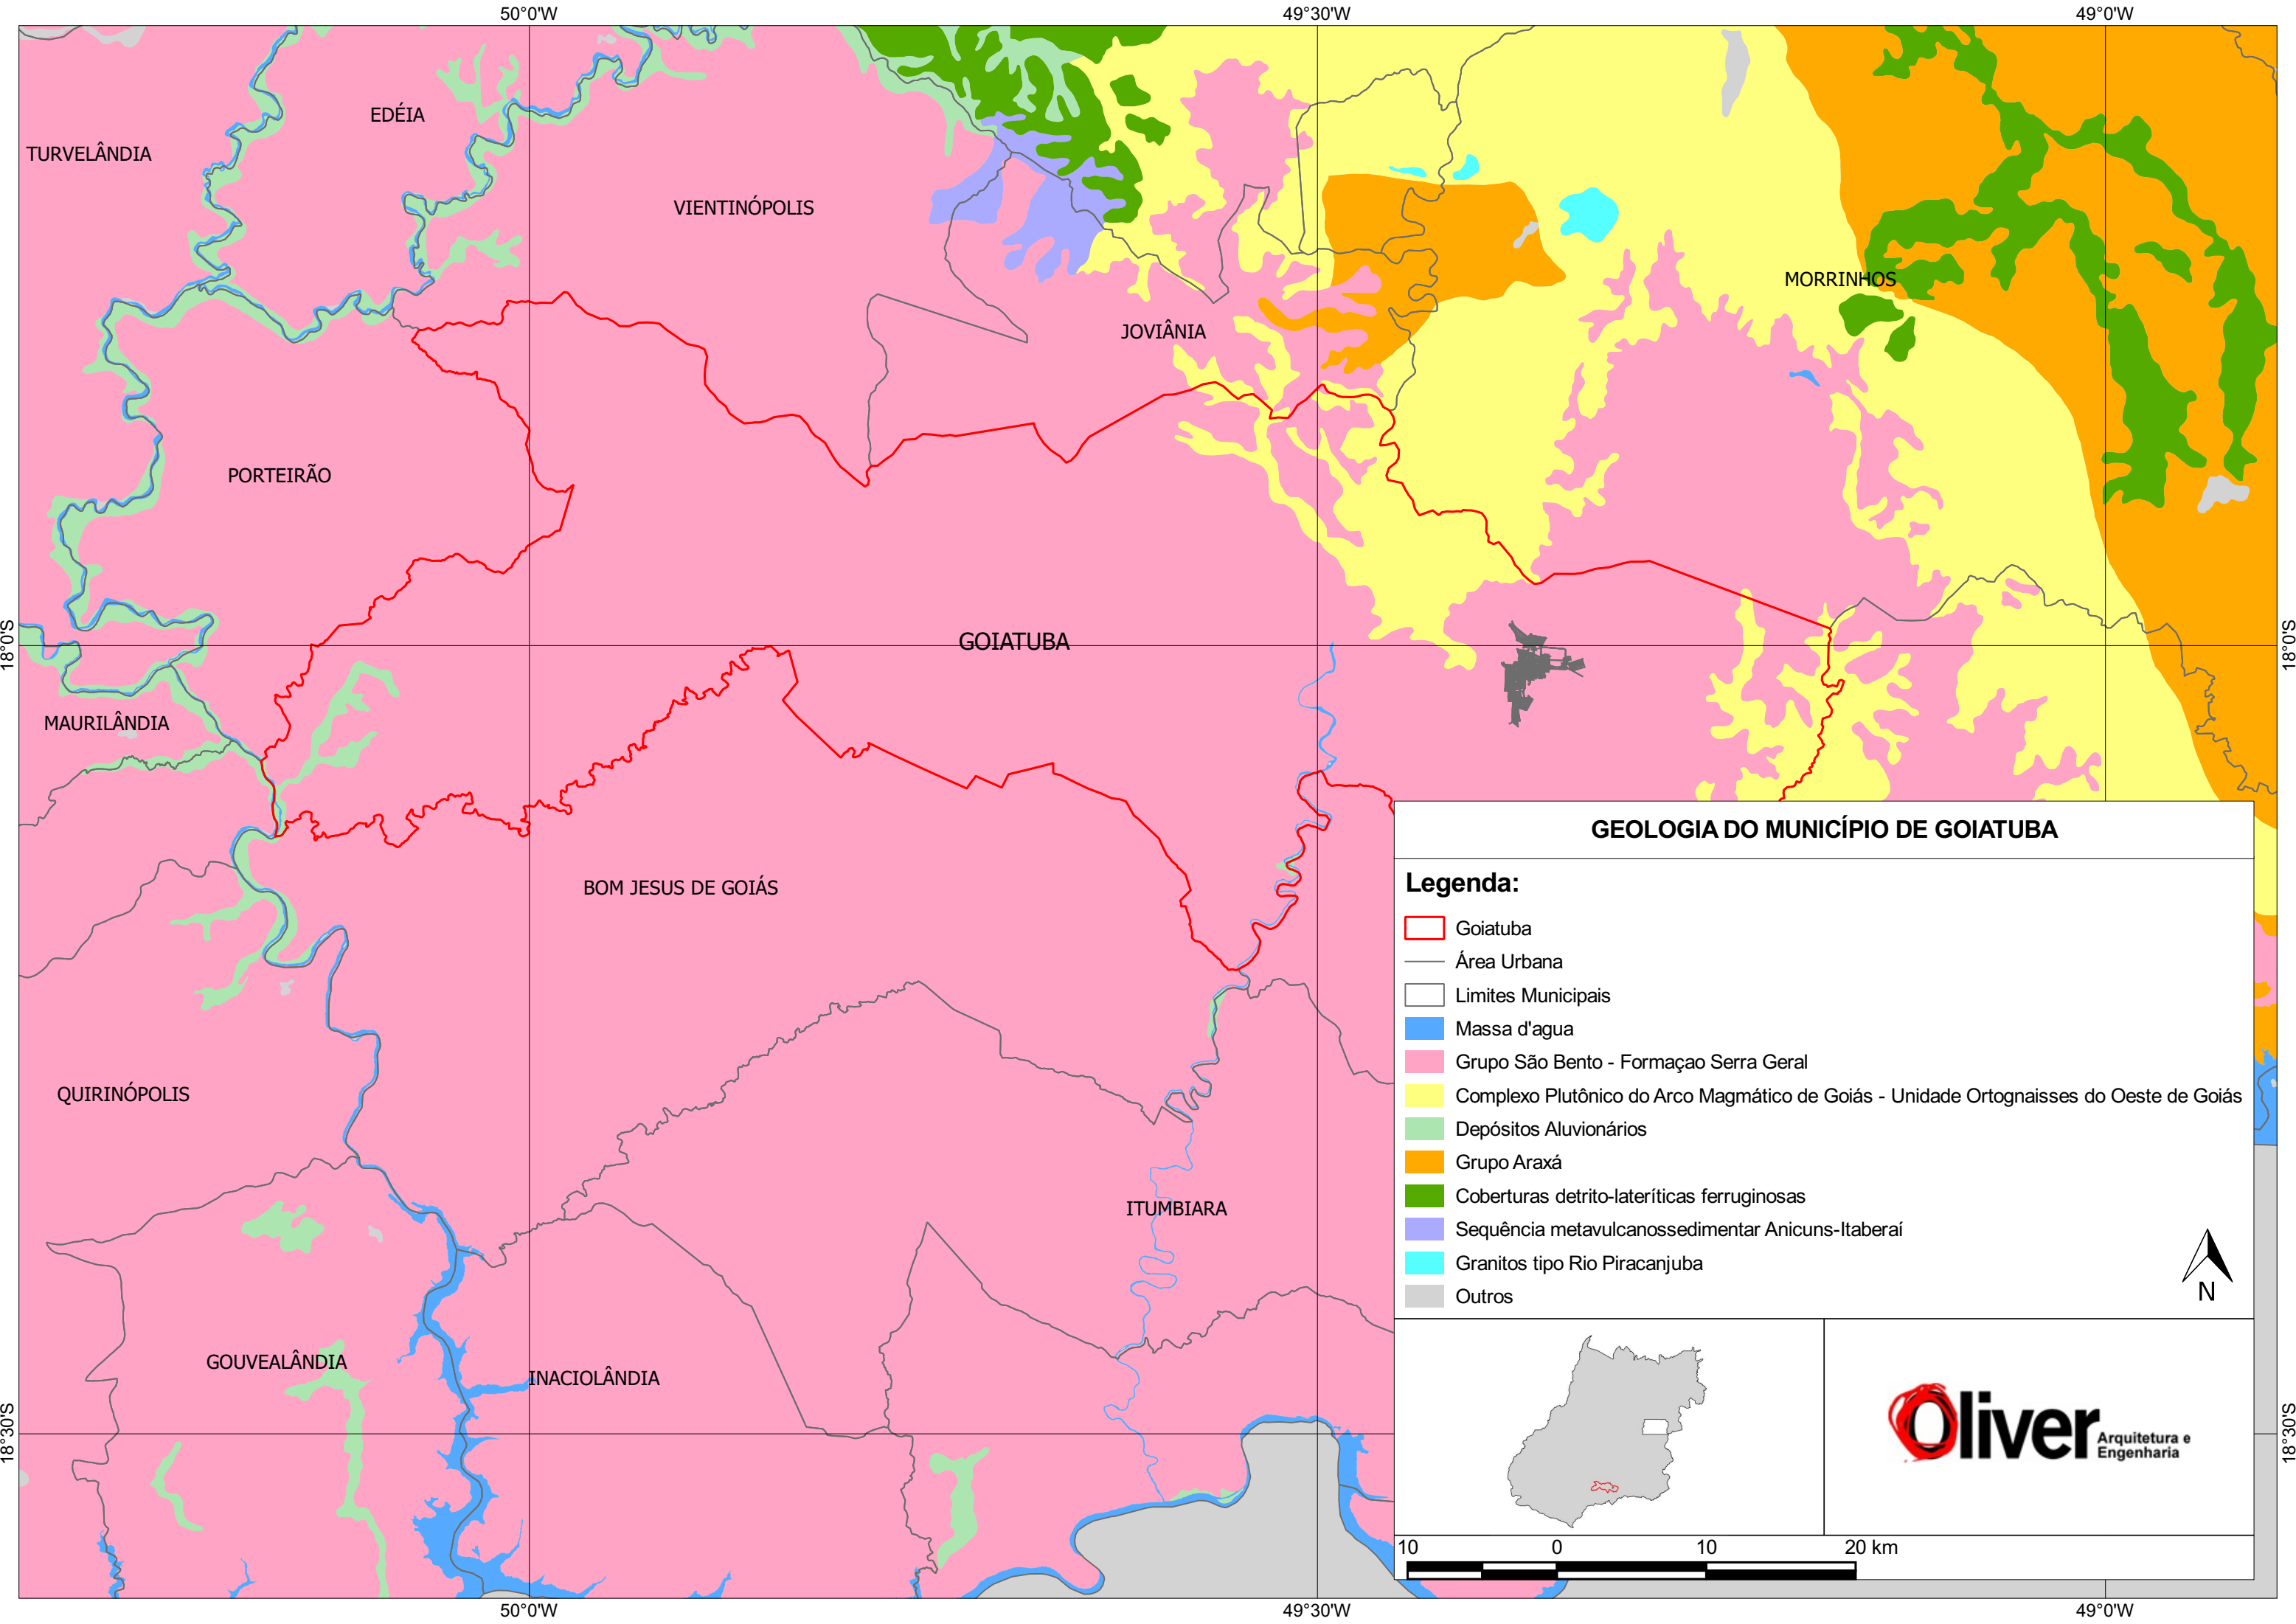 50°0'W
49°30'W
49°0'W
EDÉIA
TURVELÂNDIA
VIENTINÓPOLIS
MORRINHOS
JOVIÂNIA
PORTEIRÃO
18°0'S
GOIATUBA
18°0'S
MAURILÂNDIA
BOM JESUS DE GOIÁS
QUIRINÓPOLIS
ITUMBIARA
GOUVEALÂNDIA
INACIOLÂNDIA
18°30'S
18°30'S
50°0'W
49°30'W
49°0'W
GEOLOGIA DO MUNICÍPIO DE GOIATUBA
Legenda:
Goiatuba
Área Urbana
Limites Municipais
Massa d'agua
Grupo São Bento - Formaçao Serra Geral
Complexo Plutônico do Arco Magmático de Goiás - Unidade Ortognaisses do Oeste de Goiás
Depósitos Aluvionários
Grupo Araxá
Coberturas detrito-lateríticas ferruginosas
Sequência metavulcanossedimentar Anicuns-Itaberaí
Granitos tipo Rio Piracanjuba
Outros
N
Oliver
Arquitetura e
Engenharia
10 0 10 20 km